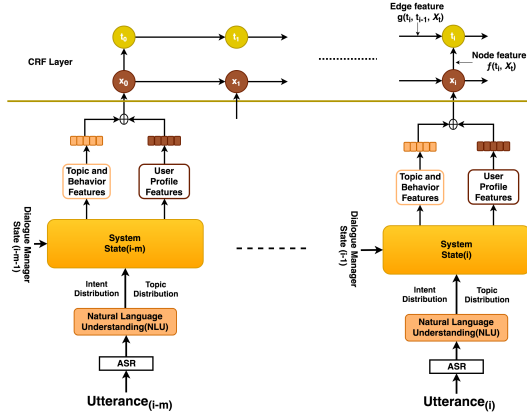 Edge feature
g(tᵢ, tᵢ₋₁, Xₜ)
t₀
t₁
tᵢ
CRF Layer
Node feature
f(tᵢ, Xₜ)
x₀
x₁
xᵢ
Topic and
Behavior
Features
User
Profile
Features
Topic and
Behavior
Features
User
Profile
Features
Dialogue Manager
State (i-m-1)
System
State(i-m)
Dialogue Manager
State (i-1)
System
State(i)
Intent
Distribution
Topic
Distribution
Intent
Distribution
Topic
Distribution
Natural Language
Understanding(NLU)
Natural Language
Understanding(NLU)
ASR
ASR
Utterance(i-m)
Utterance(i)